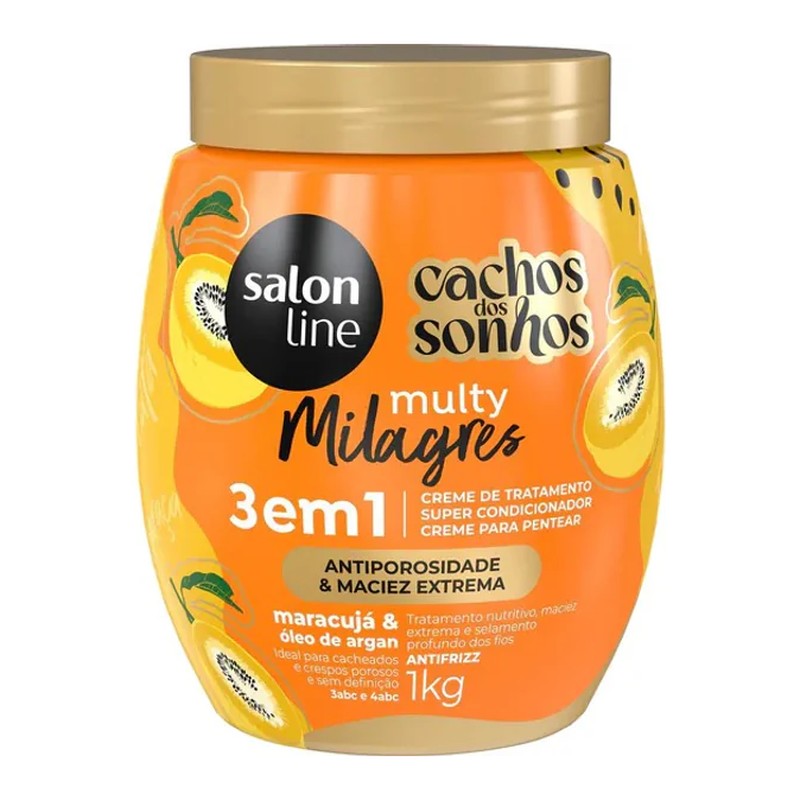 salon
line
cachos
dos
sonhos
multy
Milagres
3em1
CREME DE TRATAMENTO
SUPER CONDICIONADOR
CREME PARA PENTEAR
ANTIPOROSIDADE
& MACIEZ EXTREMA
maracujá &
óleo de argan
Ideal para cacheados
e crespos porosos
e sem definição
3abc e 4abc
Tratamento nutritivo, maciez
extrema e selamento
profundo dos fios
ANTIFRIZZ
1kg